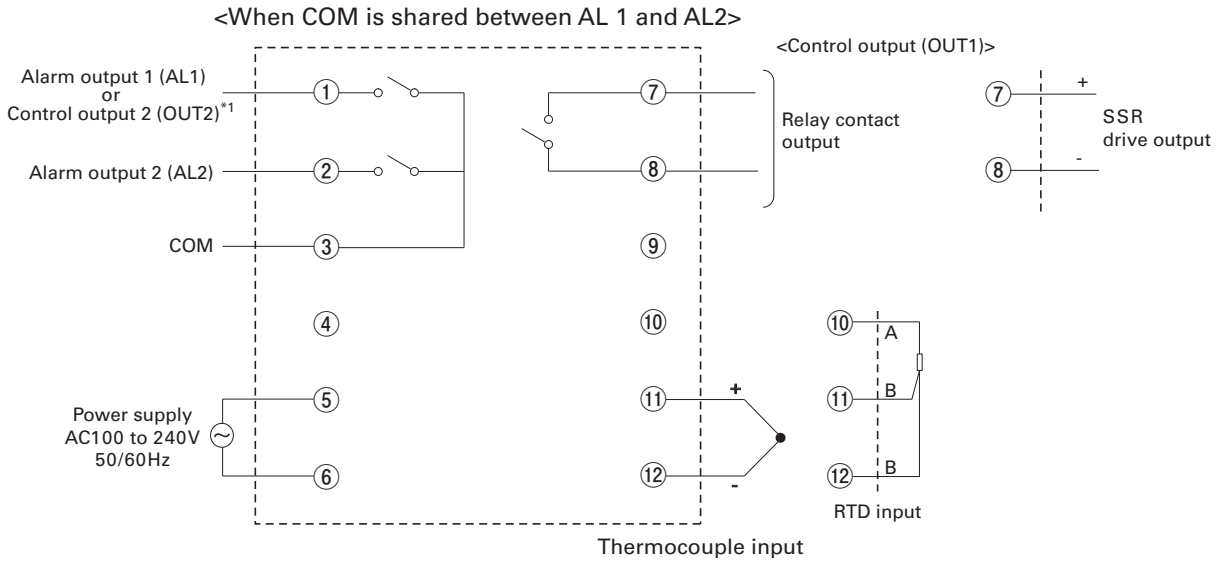 <When COM is shared between AL 1 and AL2>
<Control output (OUT1)>
Alarm output 1 (AL1)
or
Control output 2 (OUT2)*1
①
⑦
Relay contact
output
⑦
+
SSR
drive output
Alarm output 2 (AL2)
②
⑧
⑧
-
COM
③
⑨
④
⑩
⑩
A
Power supply
AC100 to 240V
50/60Hz
⑤
⑪
+
⑪
B
⑥
⑫
-
⑫
B
RTD input
Thermocouple input